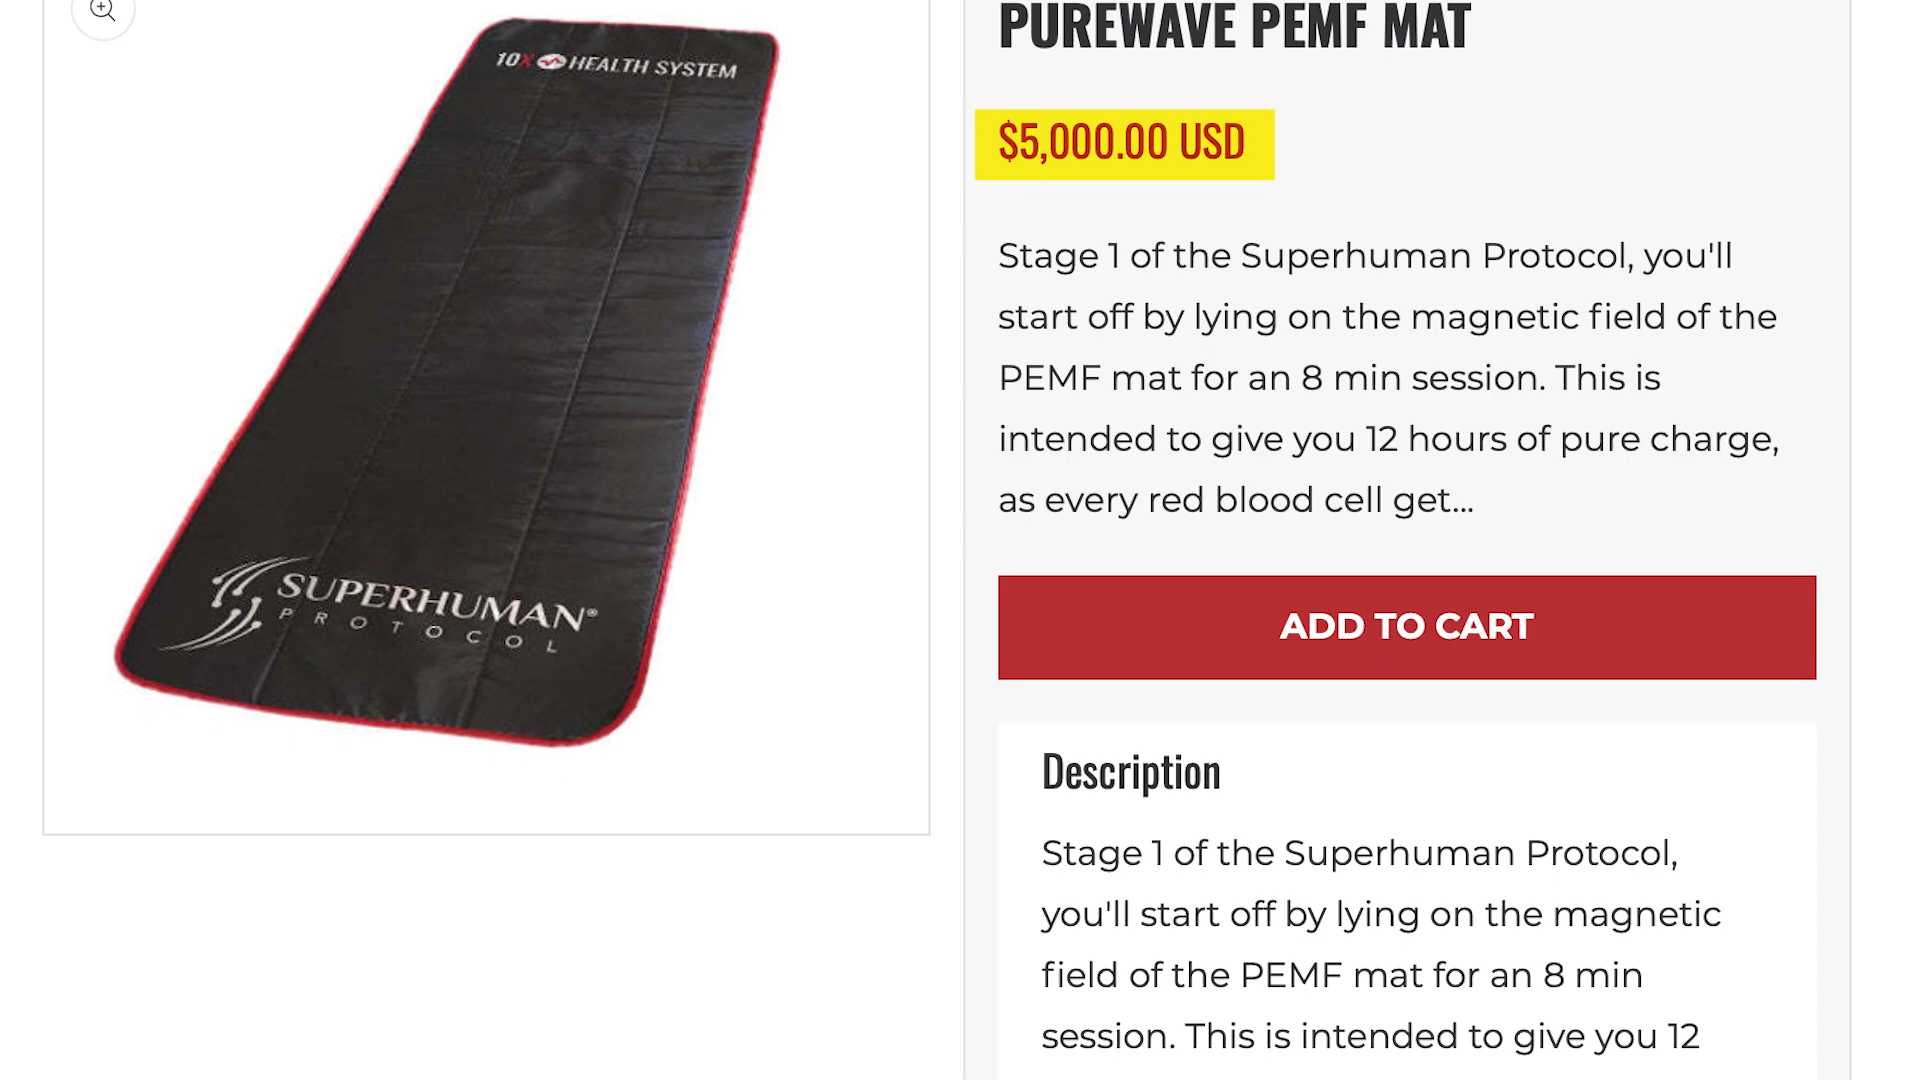 10X HEALTH SYSTEM
SUPERHUMAN®
PROTOCOL
PUREWAVE PEMF MAT
$5,000.00 USD
Stage 1 of the Superhuman Protocol, you'll
start off by lying on the magnetic field of the
PEMF mat for an 8 min session. This is
intended to give you 12 hours of pure charge,
as every red blood cell get...
ADD TO CART
Description
Stage 1 of the Superhuman Protocol,
you'll start off by lying on the magnetic
field of the PEMF mat for an 8 min
session. This is intended to give you 12